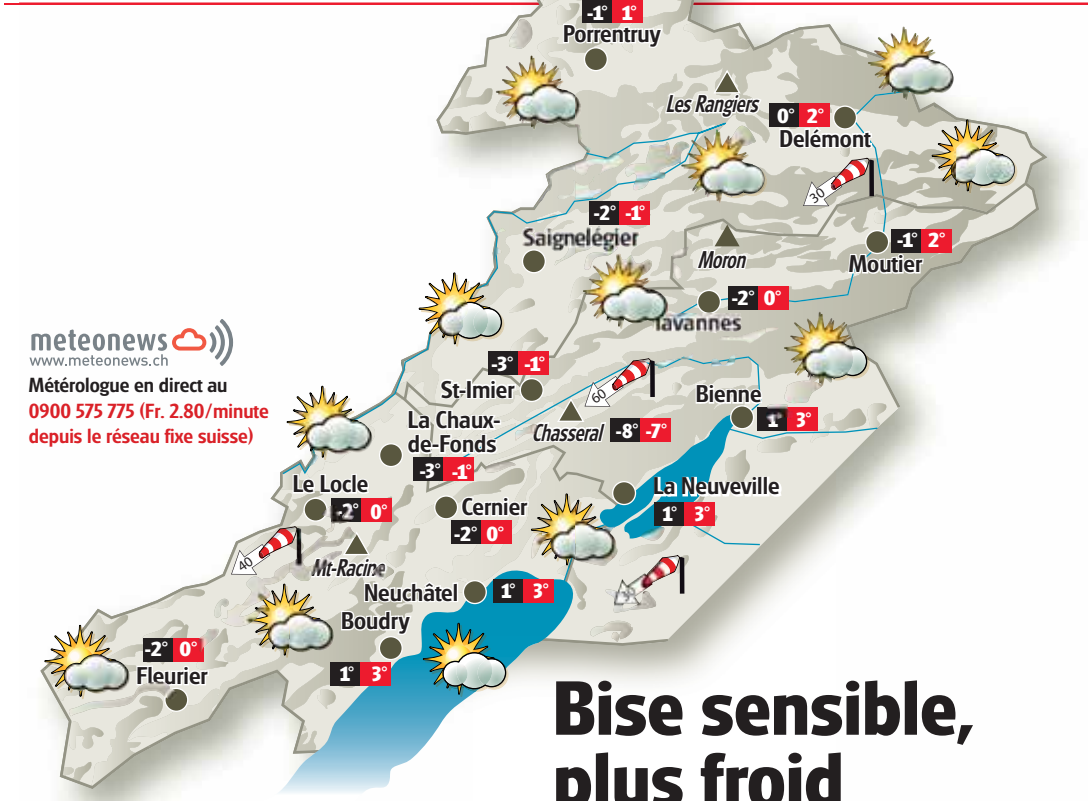 -1° 1°
Porrentruy
Les Rangiers
0° 2°
Delémont
30
-2° -1°
Saignelégier
Moron
-1° 2°
Moutier
-2° 0°
Tavannes
meteonews
www.meteonews.ch
Météorologue en direct au
0900 575 775 (Fr. 2.80/minute
depuis le réseau fixe suisse)
-3° -1°
St-Imier
60
Chasseral -8° -7°
Bienne
1° 3°
La Chaux-
de-Fonds
-3° -1°
Le Locle
-2° 0°
Cernier
-2° 0°
La Neuveville
1° 3°
40
Mt-Racine
Neuchâtel 1° 3°
Boudry
1° 3°
-2° 0°
Fleurier
Bise sensible,
plus froid